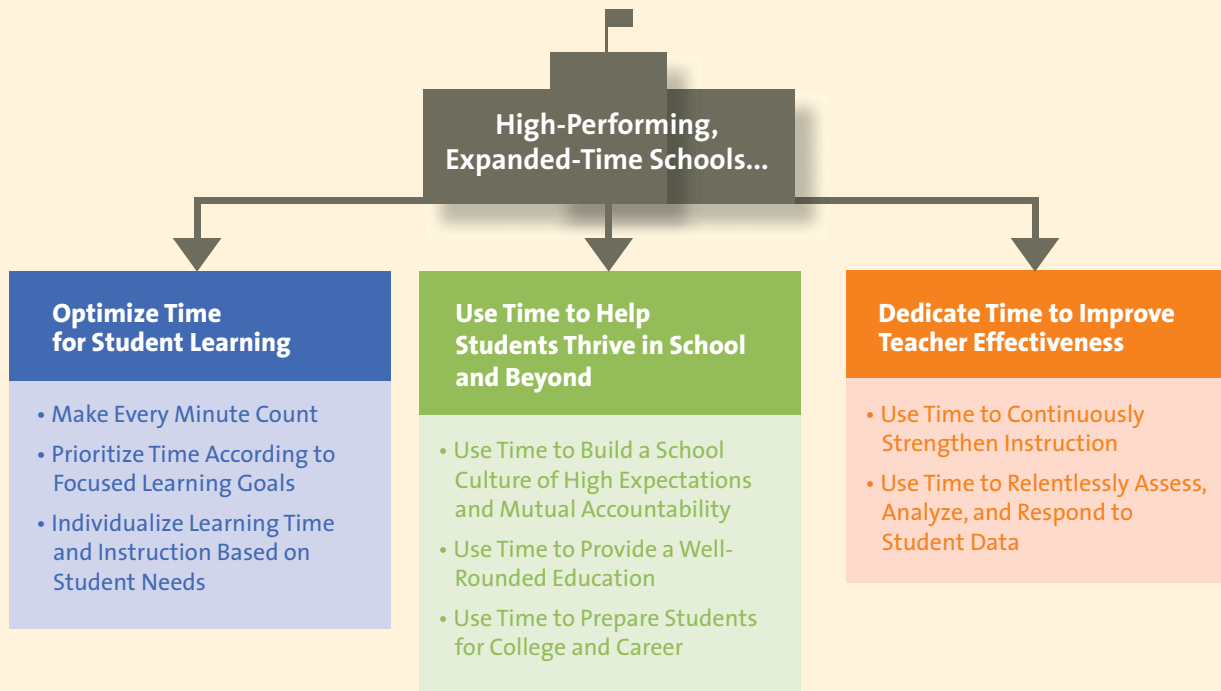 High-Performing,
Expanded-Time Schools...
Optimize Time
for Student Learning
• Make Every Minute Count
• Prioritize Time According to
Focused Learning Goals
• Individualize Learning Time
and Instruction Based on
Student Needs
Use Time to Help
Students Thrive in School
and Beyond
• Use Time to Build a School
Culture of High Expectations
and Mutual Accountability
• Use Time to Provide a Well-
Rounded Education
• Use Time to Prepare Students
for College and Career
Dedicate Time to Improve
Teacher Effectiveness
• Use Time to Continuously
Strengthen Instruction
• Use Time to Relentlessly Assess,
Analyze, and Respond to
Student Data